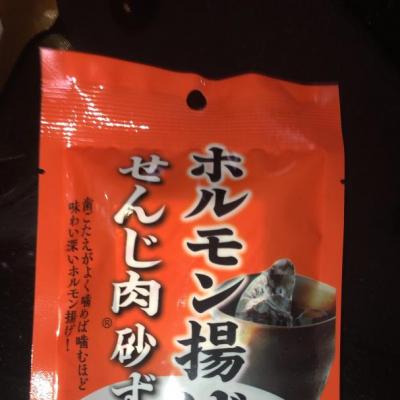 ホルモン揚げ
せんじ肉砂ず
®
歯ごたえがよく噛めば噛むほど
味わい深いホルモン揚げ！